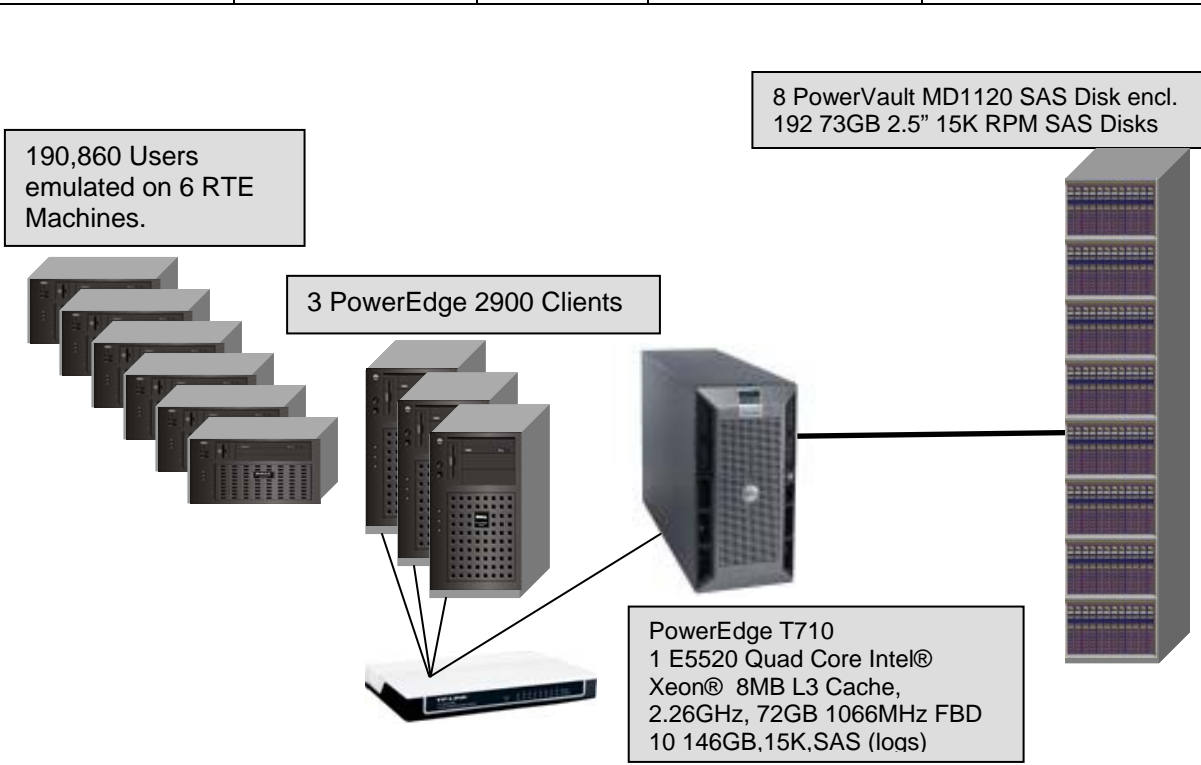 8 PowerVault MD1120 SAS Disk encl.
192 73GB 2.5” 15K RPM SAS Disks
190,860 Users
emulated on 6 RTE
Machines.
3 PowerEdge 2900 Clients
PowerEdge T710
1 E5520 Quad Core Intel®
Xeon® 8MB L3 Cache,
2.26GHz, 72GB 1066MHz FBD
10 146GB,15K,SAS (logs)
TP-LINK